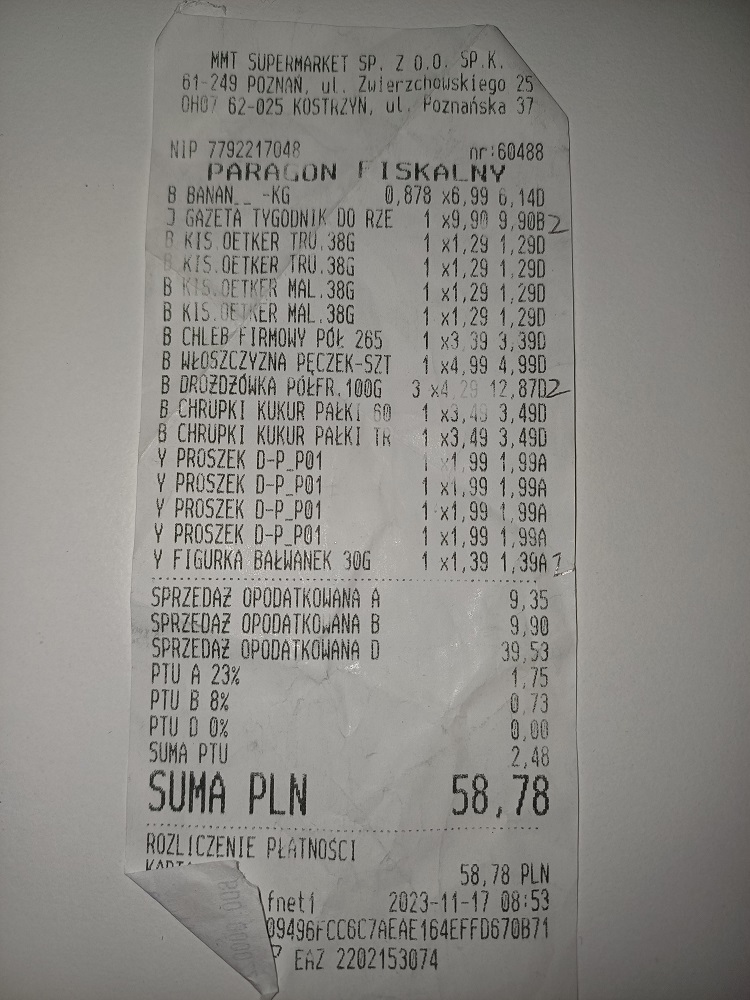 MMT SUPERMARKET SP. Z O.O. SP.K.
61-249 POZNAŃ, ul. Zwierzchowskiego 25
0H07 62-025 KOSTRZYN, ul. Poznańska 37
NIP 7792217048 nr:60488
PARAGON FISKALNY
B BANAN__ -KG 0,878 x6,99 6,14D
J GAZETA TYGODNIK DO RZE 1 x9,90 9,90B 2
B KIS.OETKER TRU.38G 1 x1,29 1,29D
B KIS.OETKER TRU.38G 1 x1,29 1,29D
B KIS.OETKER MAL.38G 1 x1,29 1,29D
B KIS.OETKER MAL.38G 1 x1,29 1,29D
B CHLEB FIRMOWY PÓŁ 265 1 x3,39 3,39D
B WŁOSZCZYZNA PĘCZEK-SZT 1 x4,99 4,99D
B DROŻDŻÓWKA PÓŁFR.100G 3 x4,29 12,87D 2
B CHRUPKI KUKUR PAŁKI 60 1 x3,49 3,49D
B CHRUPKI KUKUR PAŁKI TR 1 x3,49 3,49D
Y PROSZEK D-P_P01 1 x1,99 1,99A
Y PROSZEK D-P_P01 1 x1,99 1,99A
Y PROSZEK D-P_P01 1 x1,99 1,99A
Y PROSZEK D-P_P01 1 x1,99 1,99A
Y FIGURKA BAŁWANEK 30G 1 x1,39 1,39A
SPRZEDAŻ OPODATKOWANA A 9,35
SPRZEDAŻ OPODATKOWANA B 9,90
SPRZEDAŻ OPODATKOWANA D 39,53
PTU A 23% 1,75
PTU B 8% 0,73
PTU D 0% 0,00
SUMA PTU 2,48
SUMA PLN 58,78
ROZLICZENIE PŁATNOŚCI
58,78 PLN
fneti 2023-11-17 08:53
09496FCC6C7AEAE164EFFD670B71
EAZ 2202153074